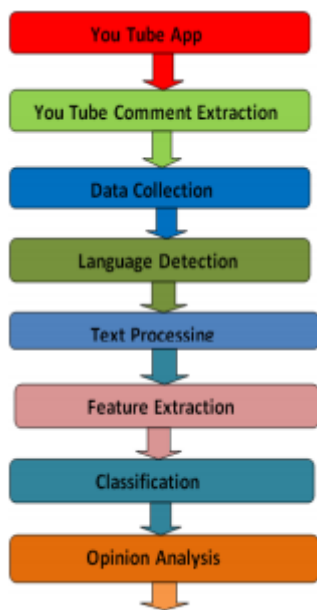 You Tube App
You Tube Comment Extraction
Data Collection
Language Detection
Text Processing
Feature Extraction
Classification
Opinion Analysis